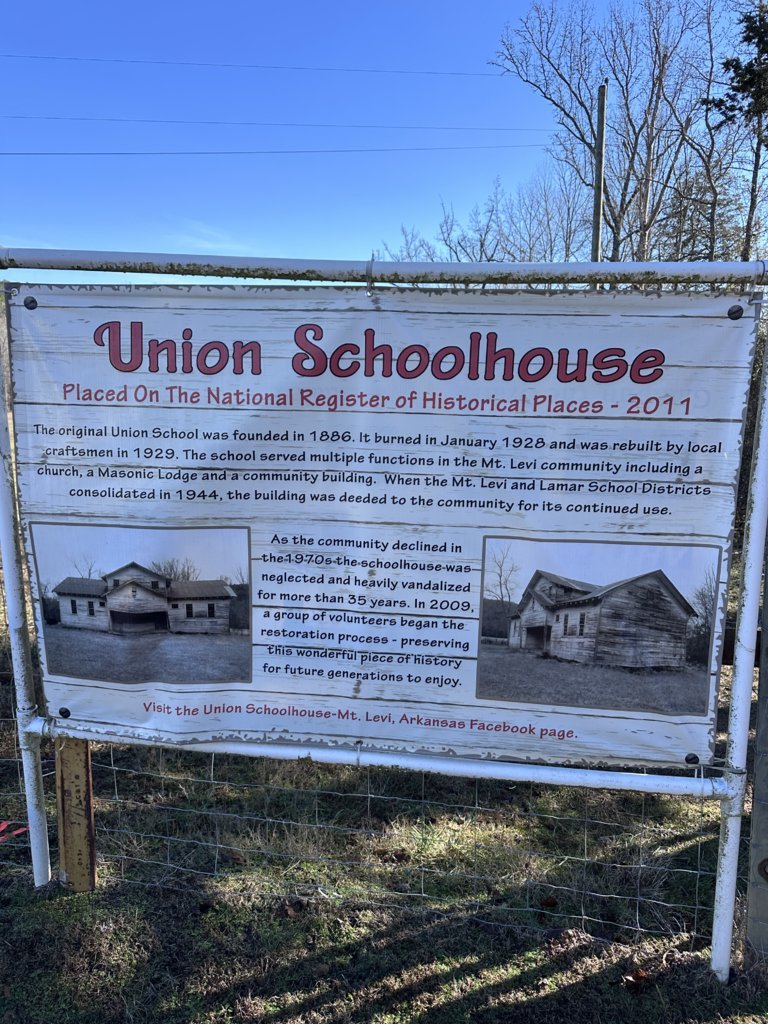 Union Schoolhouse
Placed On The National Register of Historical Places - 2011
The original Union School was founded in 1886. It burned in January 1928 and was rebuilt by local
craftsmen in 1929. The school served multiple functions in the Mt. Levi community including a
church, a Masonic Lodge and a community building. When the Mt. Levi and Lamar School Districts
consolidated in 1944, the building was deeded to the community for its continued use.
As the community declined in
the 1970s the schoolhouse was
neglected and heavily vandalized
for more than 35 years. In 2009,
a group of volunteers began the
restoration process - preserving
this wonderful piece of history
for future generations to enjoy.
Visit the Union Schoolhouse-Mt. Levi, Arkansas Facebook page.